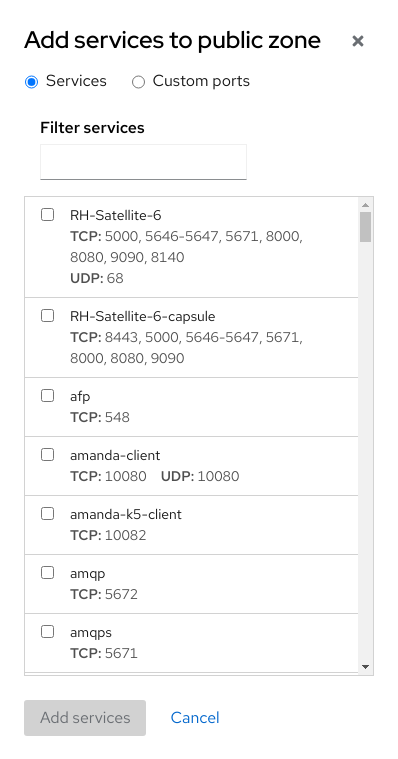 Add services to public zone
Services Custom ports
Filter services
RH-Satellite-6
TCP: 5000, 5646-5647, 5671, 8000,
8080, 9090, 8140
UDP: 68
RH-Satellite-6-capsule
TCP: 8443, 5000, 5646-5647, 5671,
8000, 8080, 9090
afp
TCP: 548
amanda-client
TCP: 10080 UDP: 10080
amanda-k5-client
TCP: 10082
amqp
TCP: 5672
amqps
TCP: 5671
Add services Cancel